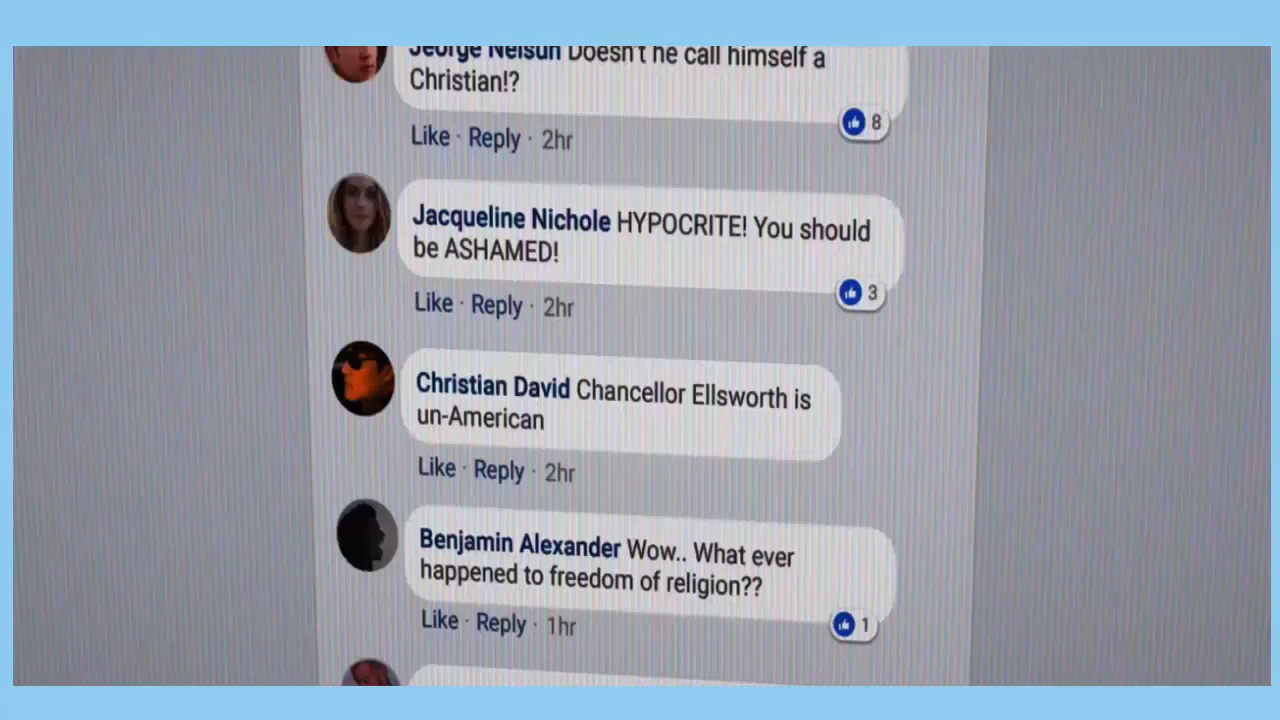 Jeorge Nelsun Doesn't he call himself a
Christian!?
8
Like · Reply · 2hr
Jacqueline Nichole HYPOCRITE! You should
be ASHAMED!
3
Like · Reply · 2hr
Christian David Chancellor Ellsworth is
un-American
Like · Reply · 2hr
Benjamin Alexander Wow.. What ever
happened to freedom of religion??
1
Like · Reply · 1hr